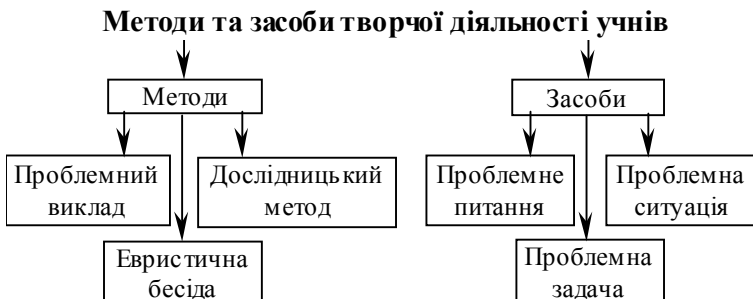 Методи та засоби творчої діяльності учнів
Методи
Засоби
Проблемний
виклад
Дослідницький
метод
Проблемне
питання
Проблемна
ситуація
Евристична
бесіда
Проблемна
задача